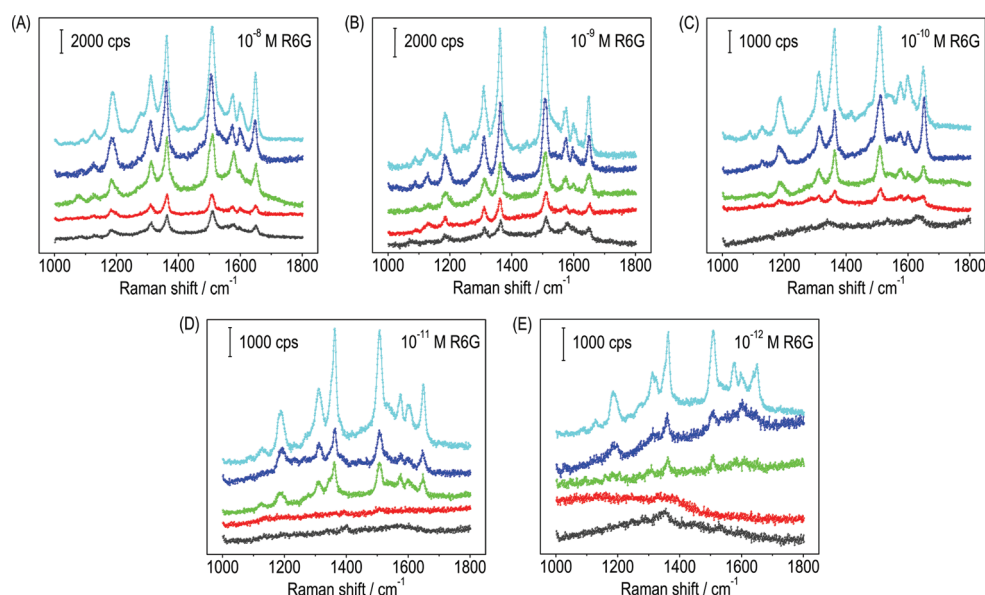 (A)
2000 cps
10⁻⁸ M R6G
1000 1200 1400 1600 1800
Raman shift / cm⁻¹
(B)
2000 cps
10⁻⁹ M R6G
1000 1200 1400 1600 1800
Raman shift / cm⁻¹
(C)
1000 cps
10⁻¹⁰ M R6G
1000 1200 1400 1600 1800
Raman shift / cm⁻¹
(D)
1000 cps
10⁻¹¹ M R6G
1000 1200 1400 1600 1800
Raman shift / cm⁻¹
(E)
1000 cps
10⁻¹² M R6G
1000 1200 1400 1600 1800
Raman shift / cm⁻¹